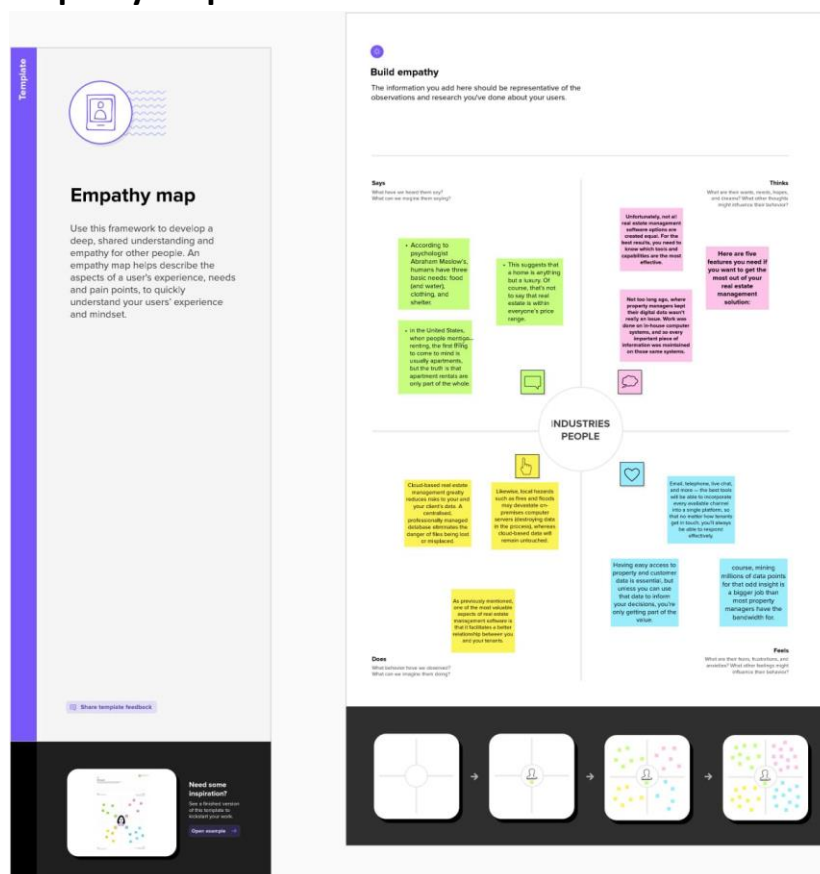 Template
Empathy map
Use this framework to develop a
deep, shared understanding and
empathy for other people. An
empathy map helps describe the
aspects of a user's experience, needs
and pain points, to quickly
understand your users' experience
and mindset.
Share template feedback
Need some
inspiration?
See a finished version
of this template to
kickstart your work.
Open example
Build empathy
The information you add here should be representative of the
observations and research you've done about your users.
Says
What have we heard them say?
What can we imagine them saying?
• According to
psychologist
Abraham Maslow's,
humans have three
basic needs: food
(and water),
clothing, and
shelter.
• This suggests that
a home is anything
but a luxury. Of
course, that's not
to say that real
estate is within
everyone's price
range.
• in the United States,
when people mention
renting, the first thing
to come to mind is
usually apartments,
but the truth is that
apartment rentals are
only part of the whole.
Thinks
What are their wants, needs, hopes,
and dreams? What other thoughts
might influence their behavior?
Unfortunately, not all
real estate management
software options are
created equal. For the
best results, you need to
know which tools and
capabilities are the most
effective.
Here are five
features you need if
you want to get the
most out of your
real estate
management
solution:
Not too long ago, where
property managers kept
their digital data wasn't
really an issue. Work was
done on in-house computer
systems, and so every
important piece of
information was maintained
on those same systems.
INDUSTRIES
PEOPLE
Cloud-based real estate
management greatly
reduces risks to your and
your client's data. A
centralised,
professionally managed
database eliminates the
danger of files being lost
or misplaced.
Likewise, local hazards
such as fires and floods
may devastate on-
premises computer
servers (destroying data
in the process), whereas
cloud-based data will
remain untouched.
As previously mentioned,
one of the most valuable
aspects of real estate
management software is
that it facilitates a better
relationship between you
and your tenants.
Does
What behavior have we observed?
What can we imagine them doing?
Email, telephone, live chat,
and more — the best tools
will be able to incorporate
every available channel
into a single platform, so
that no matter how tenants
get in touch, you'll always
be able to respond
effectively.
Having easy access to
property and customer
data is essential, but
unless you can use
that data to inform
your decisions, you're
only getting part of the
value.
course, mining
millions of data points
for that odd insight is
a bigger job than
most property
managers have the
bandwidth for.
Feels
What are their fears, frustrations, and
anxieties? What other feelings might
influence their behavior?